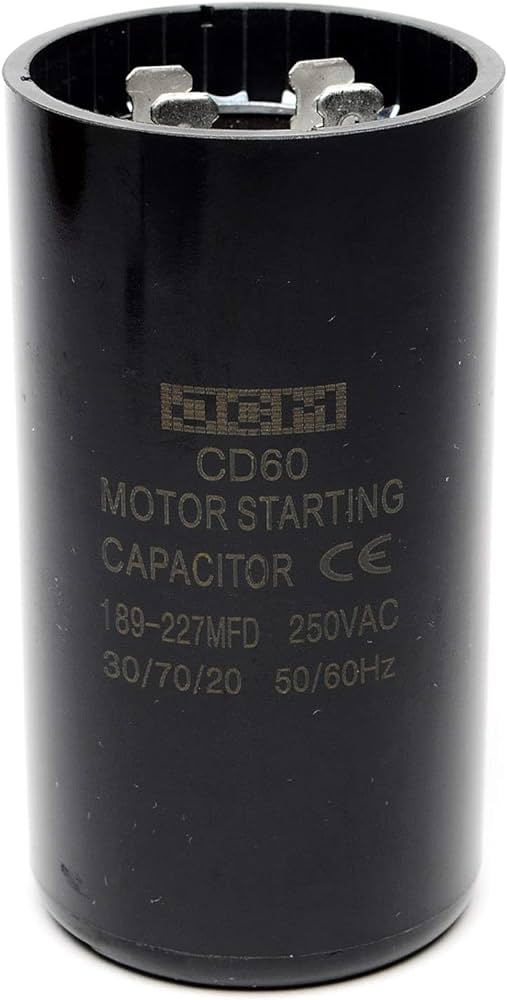 CD60
MOTOR STARTING
CAPACITOR CE
189-227MFD 250VAC
30/70/20 50/60Hz